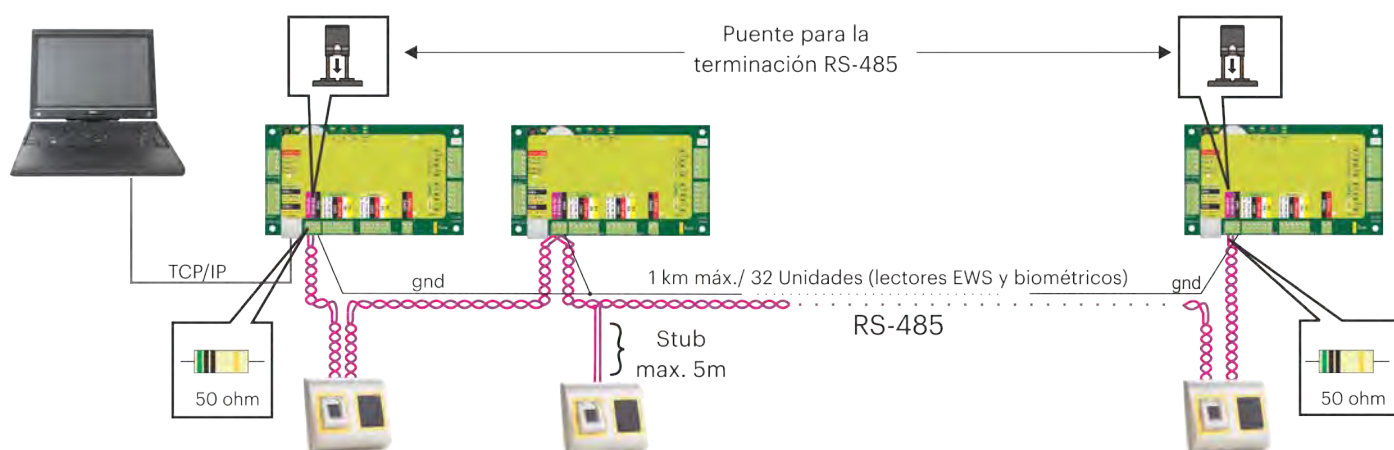 Puente para la
terminación RS-485
TCP/IP
gnd
1 km máx./ 32 Unidades (lectores EWS y biométricos)
gnd
RS-485
Stub
max. 5m
50 ohm
50 ohm